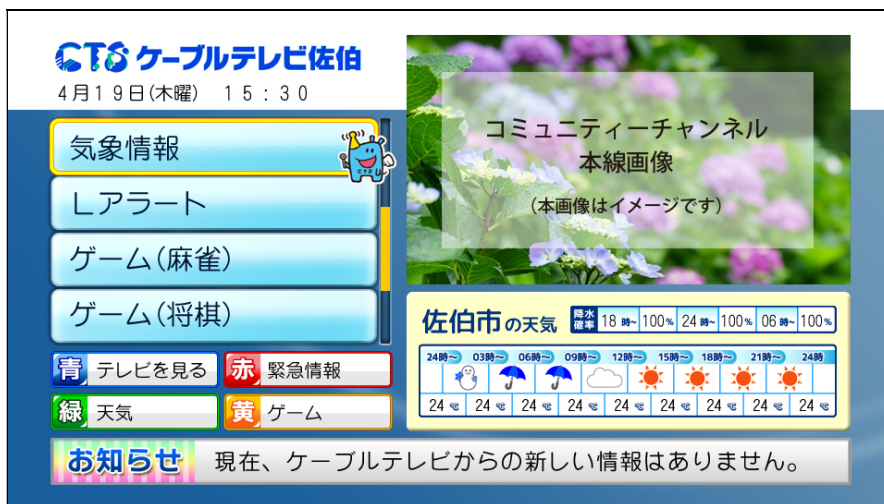 CTS ケーブルテレビ佐伯
4月19日(木曜) 15:30
気象情報
CTS
Lアラート
ゲーム(麻雀)
ゲーム(将棋)
青 テレビを見る 赤 緊急情報
緑 天気 黄 ゲーム
コミュニティーチャンネル
本線画像
(本画像はイメージです)
佐伯市の天気 降水確率 18時~ 100% 24時~ 100% 06時~ 100%
24時~ 03時~ 06時~ 09時~ 12時~ 15時~ 18時~ 21時~ 24時
24℃ 24℃ 24℃ 24℃ 24℃ 24℃ 24℃ 24℃ 24℃
お知らせ 現在、ケーブルテレビからの新しい情報はありません。